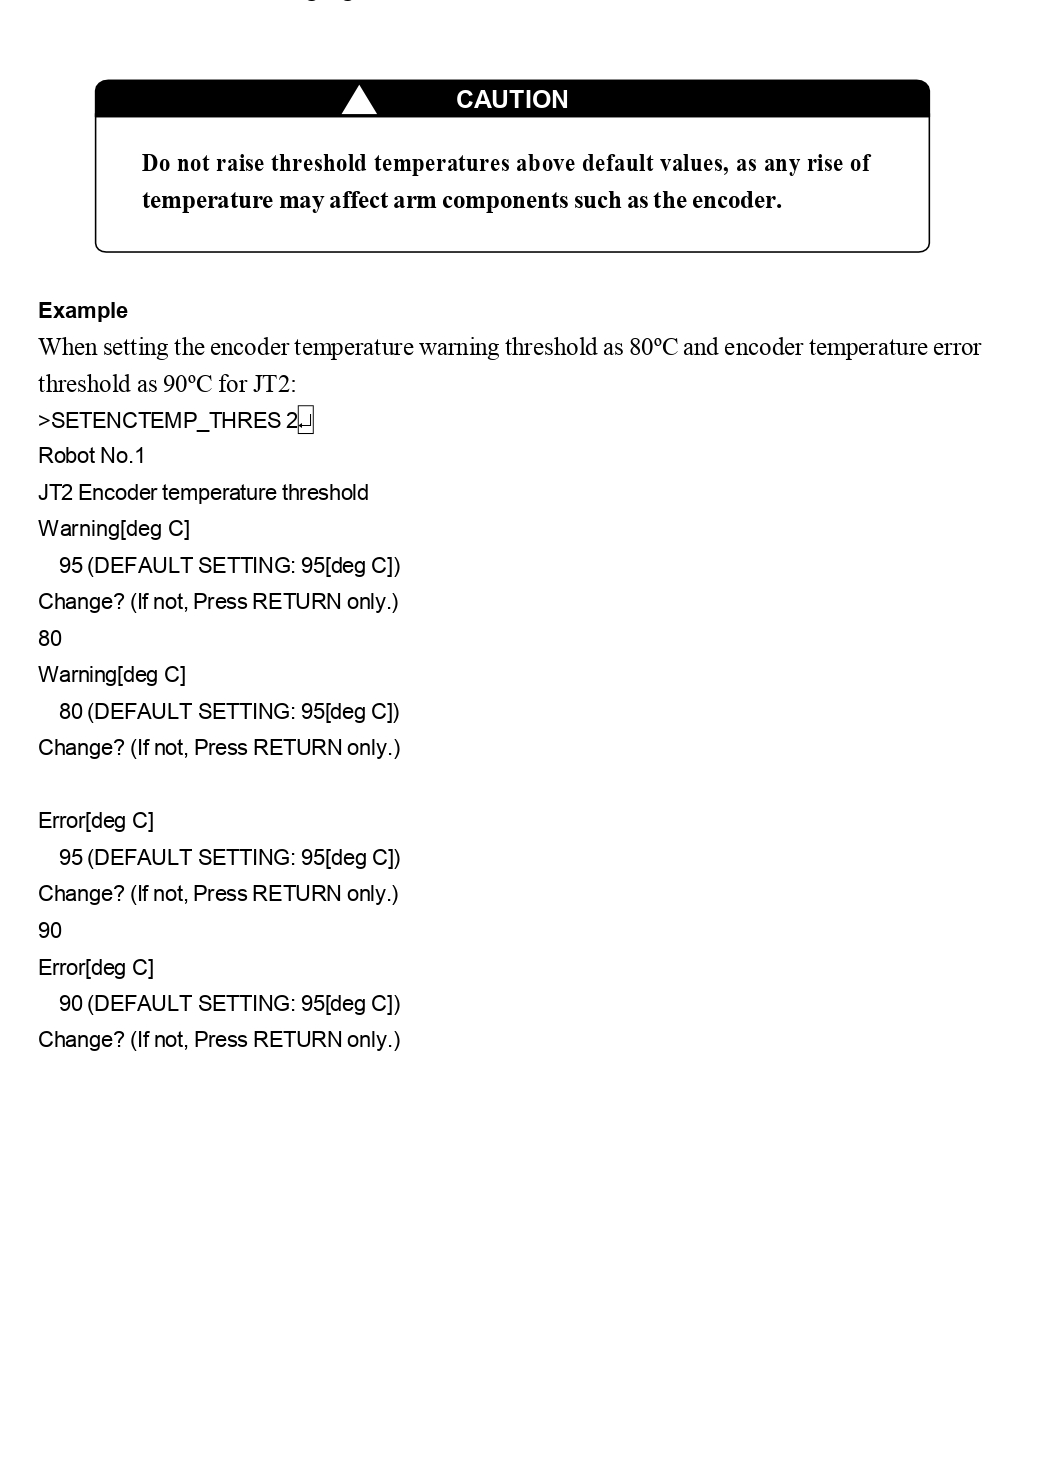 CAUTION
Do not raise threshold temperatures above default values, as any rise of
temperature may affect arm components such as the encoder.
Example
When setting the encoder temperature warning threshold as 80ºC and encoder temperature error
threshold as 90ºC for JT2:
>SETENCTEMP_THRES 2↵
Robot No.1
JT2 Encoder temperature threshold
Warning[deg C]
95 (DEFAULT SETTING: 95[deg C])
Change? (If not, Press RETURN only.)
80
Warning[deg C]
80 (DEFAULT SETTING: 95[deg C])
Change? (If not, Press RETURN only.)
Error[deg C]
95 (DEFAULT SETTING: 95[deg C])
Change? (If not, Press RETURN only.)
90
Error[deg C]
90 (DEFAULT SETTING: 95[deg C])
Change? (If not, Press RETURN only.)